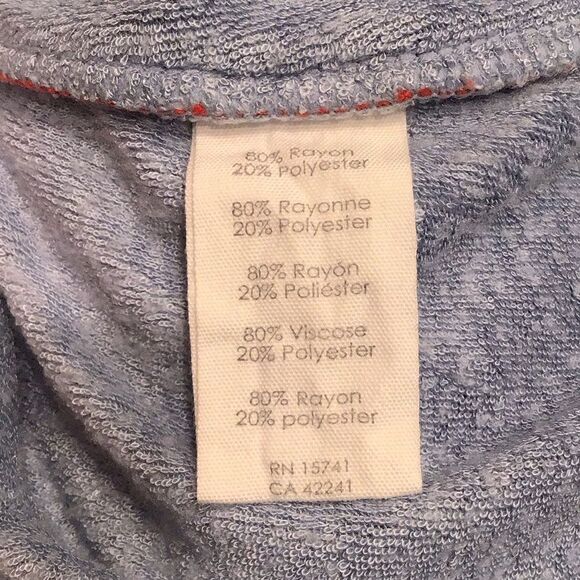 80% Rayon
20% Polyester
80% Rayonne
20% Polyester
80% Rayón
20% Poliéster
80% Viscose
20% Polyester
80% Rayon
20% polyester
RN 15741
CA 42241